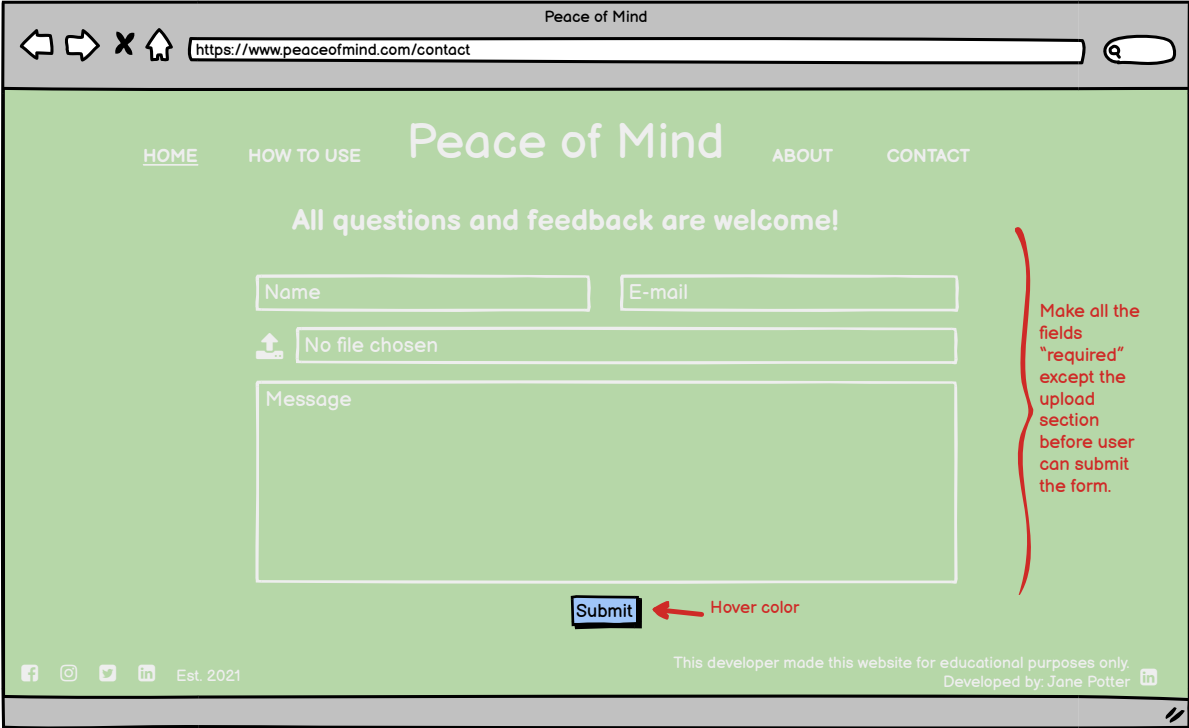 Peace of Mind
https://www.peaceofmind.com/contact
HOME HOW TO USE Peace of Mind ABOUT CONTACT
All questions and feedback are welcome!
Name E-mail
No file chosen
Message
Make all the
fields
“required”
except the
upload
section
before user
can submit
the form.
Submit Hover color
Est. 2021
This developer made this website for educational purposes only.
Developed by: Jane Potter